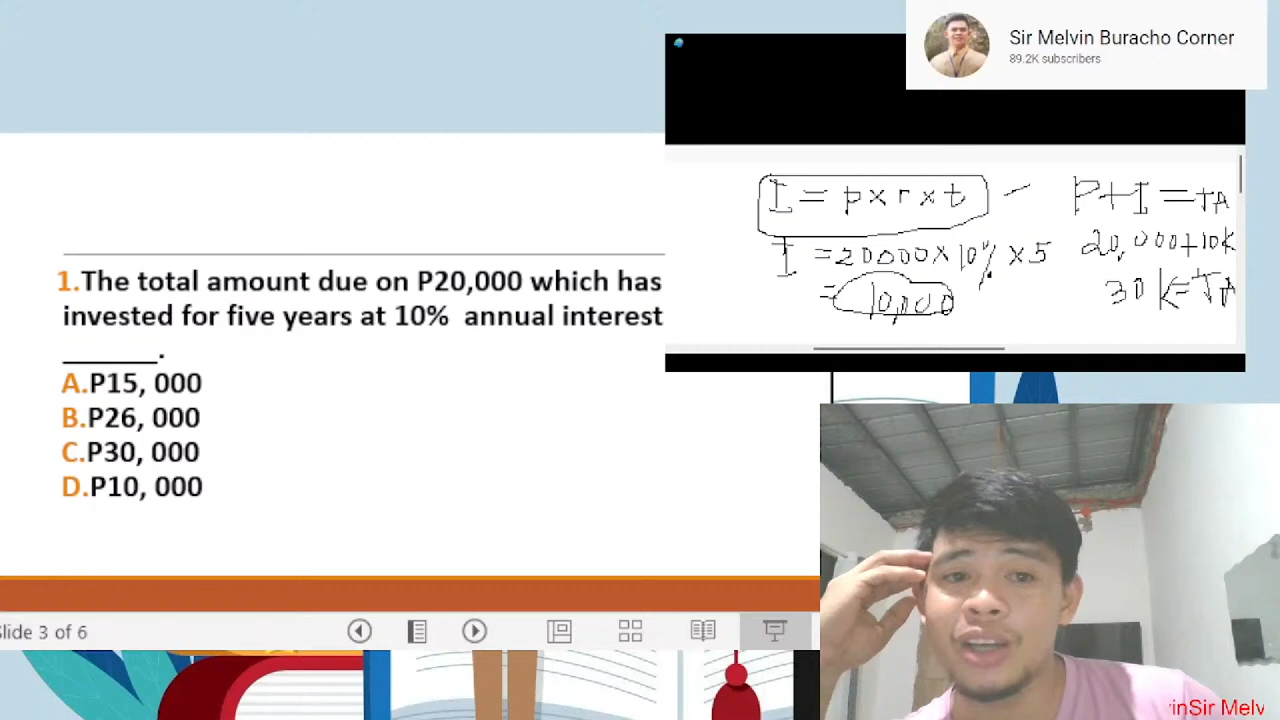 Sir Melvin Buracho Corner
89.2K subscribers
I = p x r x t
P+I = TA
I = 20000 x 10% x 5
20,000+10k
= 10,000
30k=TA
1.The total amount due on P20,000 which has
invested for five years at 10% annual interest
______.
A.P15, 000
B.P26, 000
C.P30, 000
D.P10, 000
Slide 3 of 6
inSir Melv